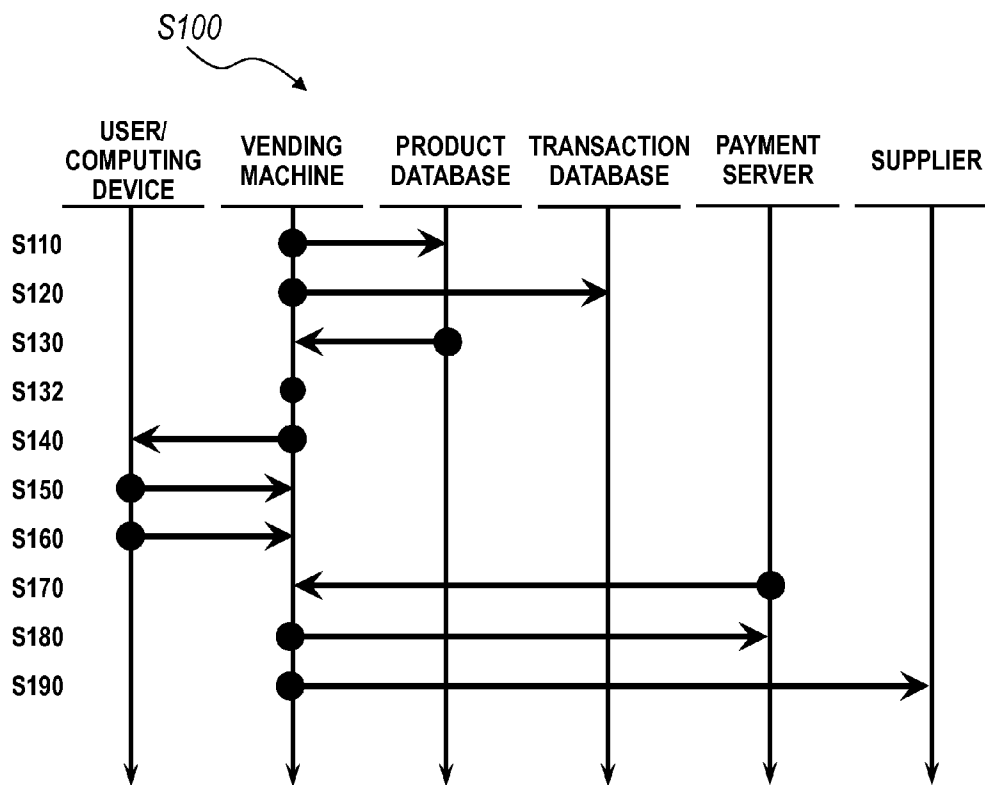 S100
USER/
COMPUTING
DEVICE
VENDING
MACHINE
PRODUCT
DATABASE
TRANSACTION
DATABASE
PAYMENT
SERVER
SUPPLIER
S110
S120
S130
S132
S140
S150
S160
S170
S180
S190